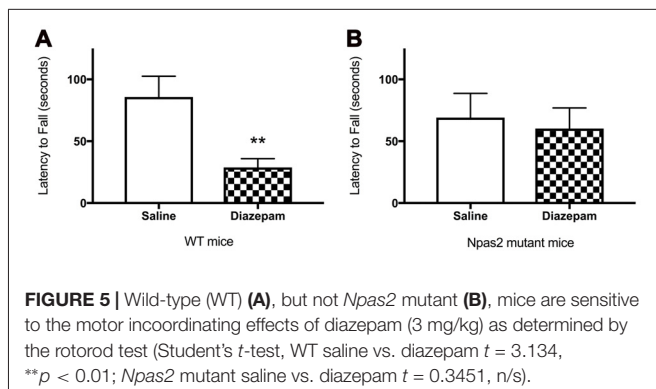 A
B
Latency to Fall (seconds)
100
50
0
**
Saline
Diazepam
WT mice
Latency to Fall (seconds)
100
50
0
Saline
Diazepam
Npas2 mutant mice
FIGURE 5 | Wild-type (WT) (A), but not Npas2 mutant (B), mice are sensitive
to the motor incoordinating effects of diazepam (3 mg/kg) as determined by
the rotorod test (Student's t-test, WT saline vs. diazepam t = 3.134,
**p < 0.01; Npas2 mutant saline vs. diazepam t = 0.3451, n/s).